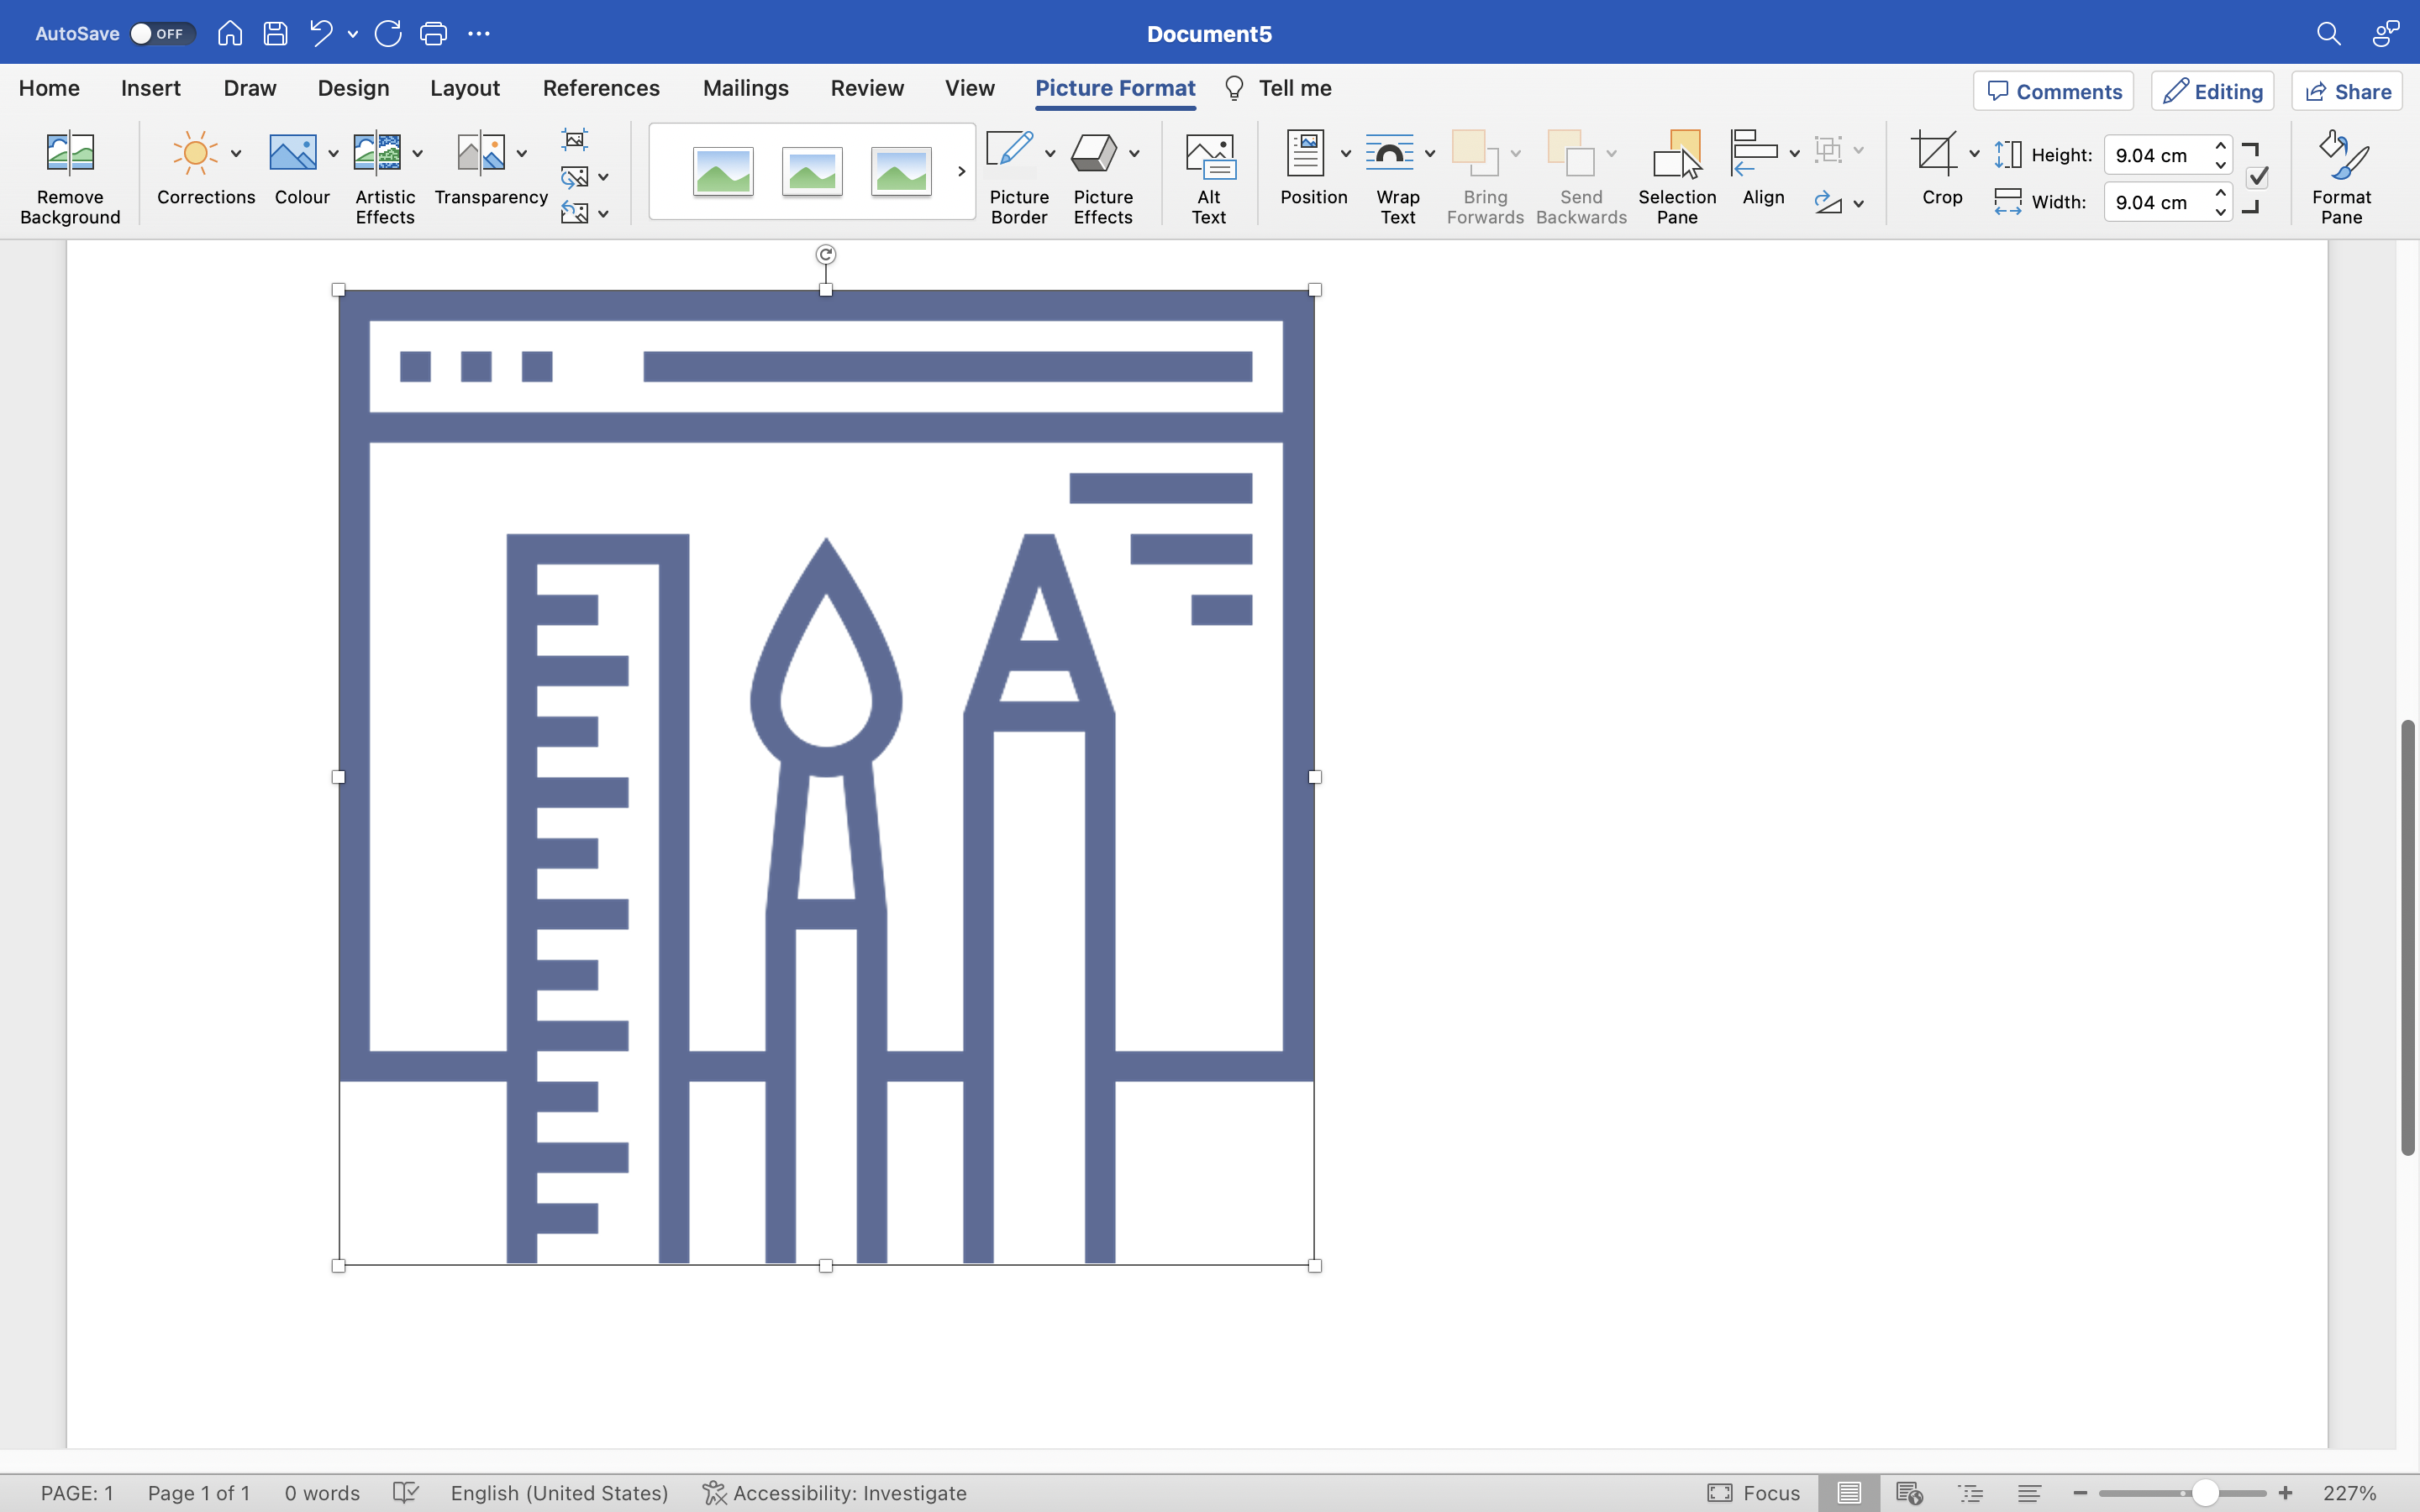 AutoSave OFF Document5
Home Insert Draw Design Layout References Mailings Review View Picture Format Tell me Comments Editing Share
Remove Background
Corrections
Colour
Artistic Effects
Transparency
Picture Border
Picture Effects
Alt Text
Position
Wrap Text
Bring Forwards
Send Backwards
Selection Pane
Align
Crop
Height: 9.04 cm
Width: 9.04 cm
Format Pane
PAGE: 1 Page 1 of 1 0 words English (United States) Accessibility: Investigate Focus 227%